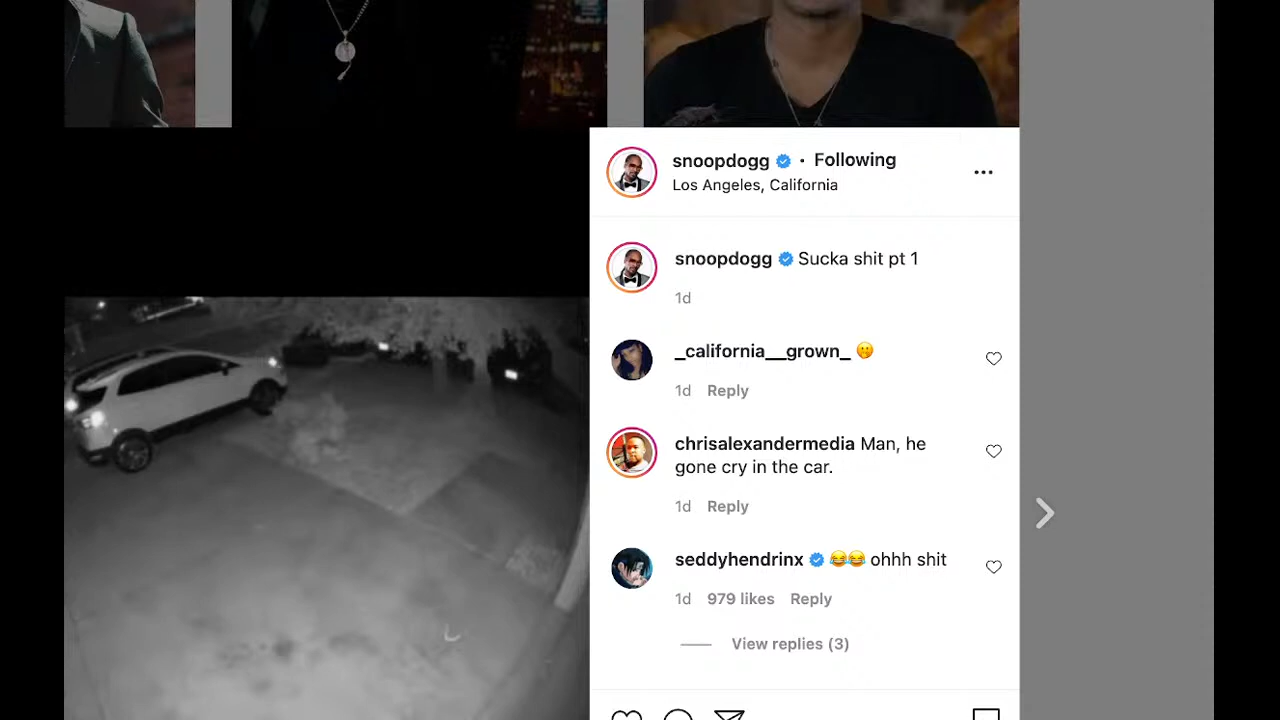 snoopdogg • Following
Los Angeles, California
snoopdogg Sucka shit pt 1
1d
_california__grown_ 🤭
1d Reply
chrisalexandermedia Man, he
gone cry in the car.
1d Reply
seddyhendrinx 😂😂 ohhh shit
1d 979 likes Reply
View replies (3)